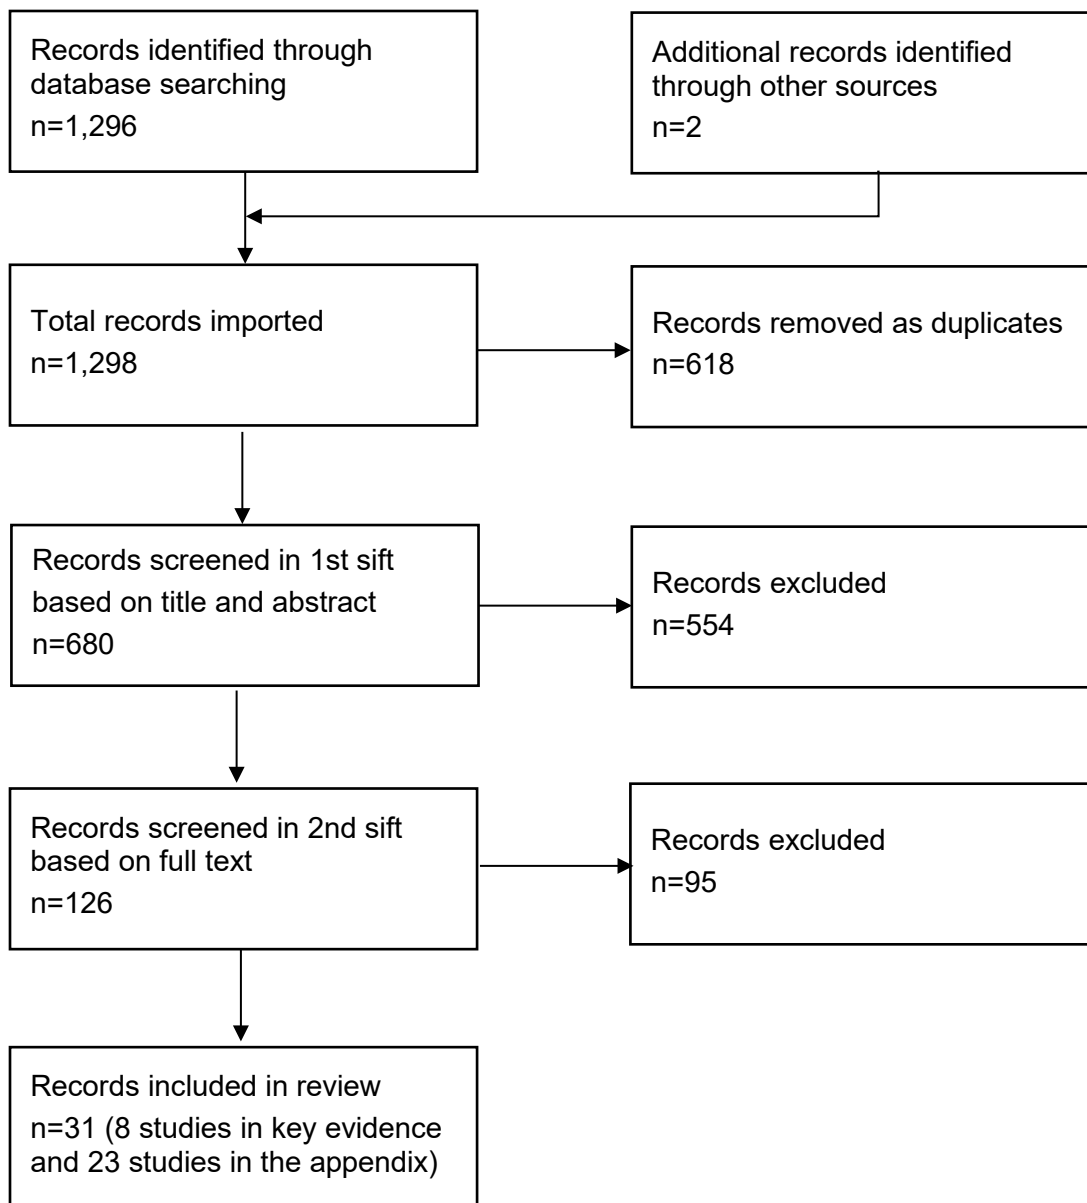 Records identified through
database searching
n=1,296
Additional records identified
through other sources
n=2
Total records imported
n=1,298
Records removed as duplicates
n=618
Records screened in 1st sift
based on title and abstract
n=680
Records excluded
n=554
Records screened in 2nd sift
based on full text
n=126
Records excluded
n=95
Records included in review
n=31 (8 studies in key evidence
and 23 studies in the appendix)